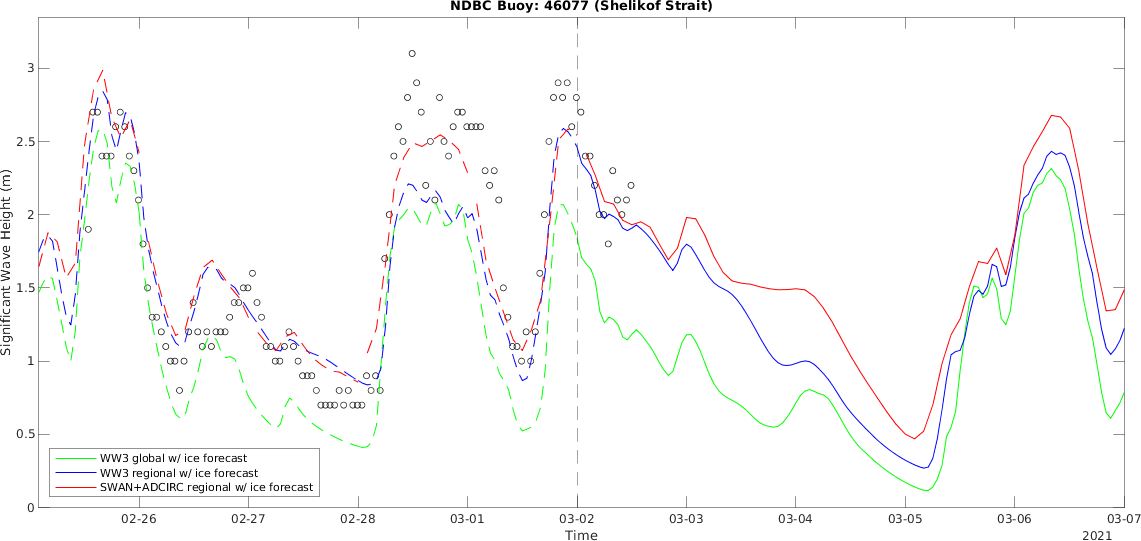 NDBC Buoy: 46077 (Shelikof Strait)
Significant Wave Height (m)
3
2.5
2
1.5
1
0.5
0
WW3 global w/ ice forecast
WW3 regional w/ ice forecast
SWAN+ADCIRC regional w/ ice forecast
02-26 02-27 02-28 03-01 03-02 03-03 03-04 03-05 03-06 03-07
Time 2021